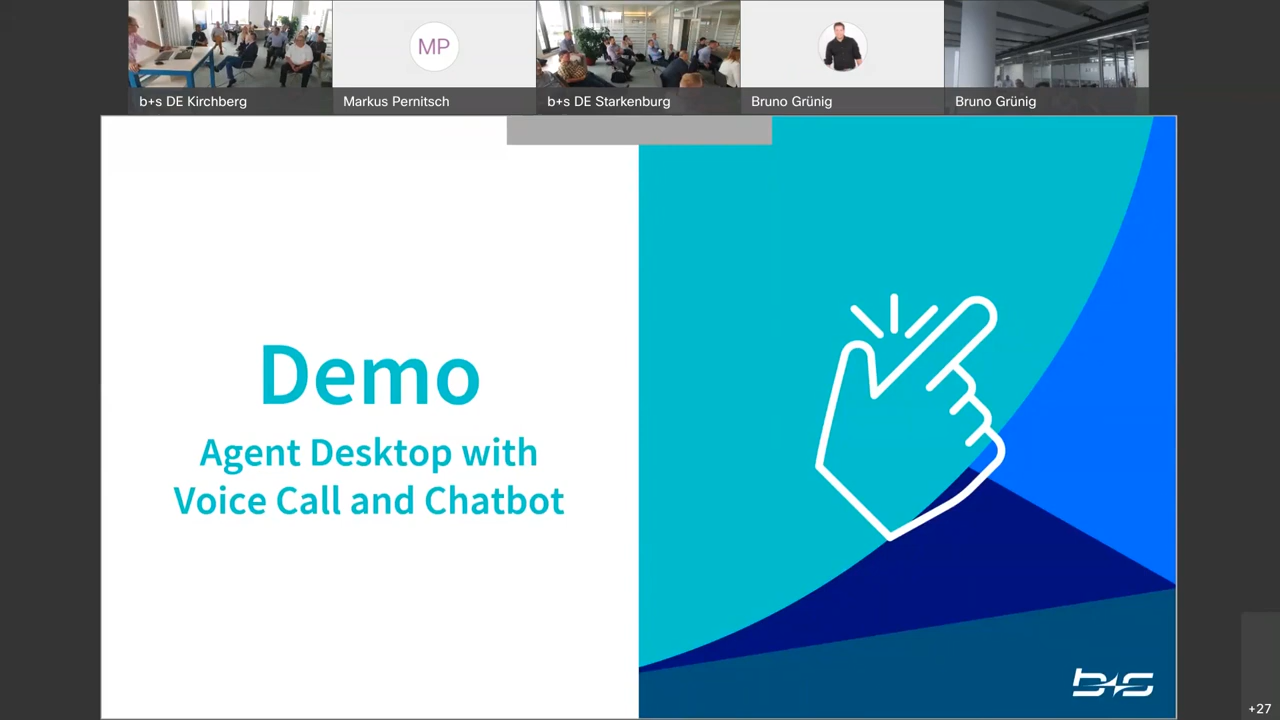 MP
b+s DE Kirchberg
Markus Pernitsch
b+s DE Starkenburg
Bruno Grünig
Bruno Grünig
Demo
Agent Desktop with
Voice Call and Chatbot
b+s
+27